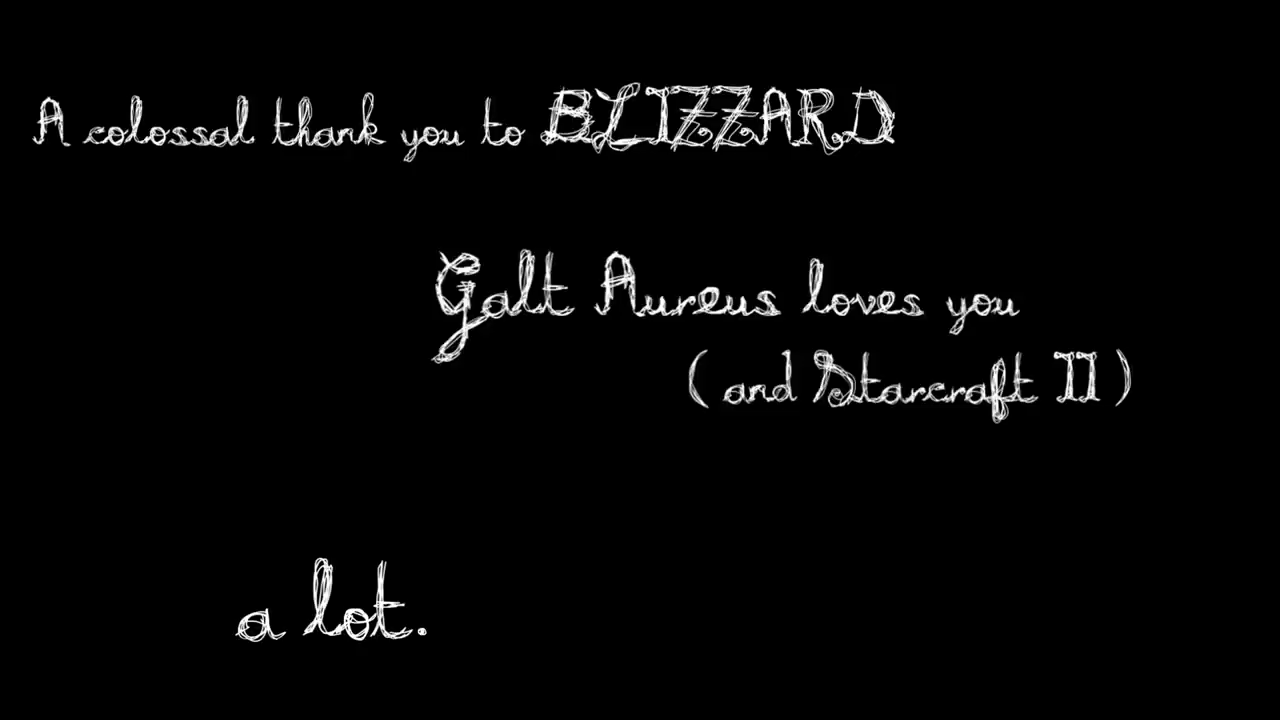 A colossal thank you to BLIZZARD
Galt Aureus loves you
(and Starcraft II)
a lot.